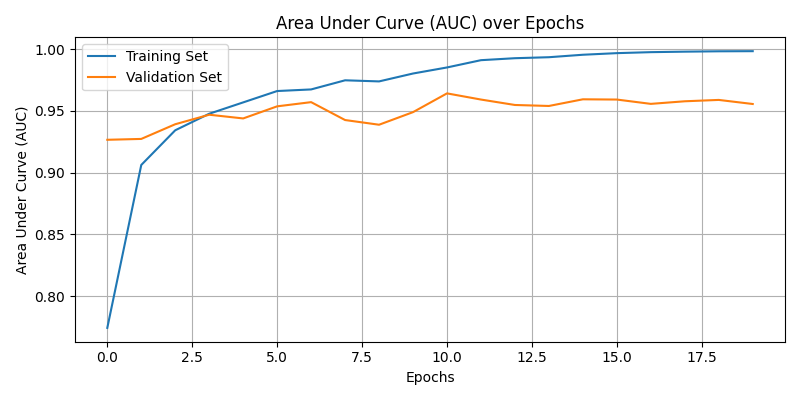 Area Under Curve (AUC) over Epochs
Training Set
Validation Set
1.00
0.95
0.90
0.85
0.80
Area Under Curve (AUC)
0.0 2.5 5.0 7.5 10.0 12.5 15.0 17.5
Epochs